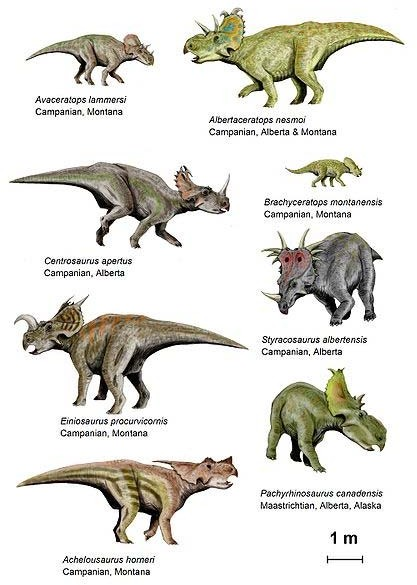 Avaceratops lammersi
Campanian, Montana
Albertaceratops nesmoi
Campanian, Alberta & Montana
Centrosaurus apertus
Campanian, Alberta
Brachyceratops montanensis
Campanian, Montana
Styracosaurus albertensis
Campanian, Alberta
Einiosaurus procurvicornis
Campanian, Montana
Pachyrhinosaurus canadensis
Maastrichtian, Alberta, Alaska
Achelousaurus horneri
Campanian, Montana
1 m